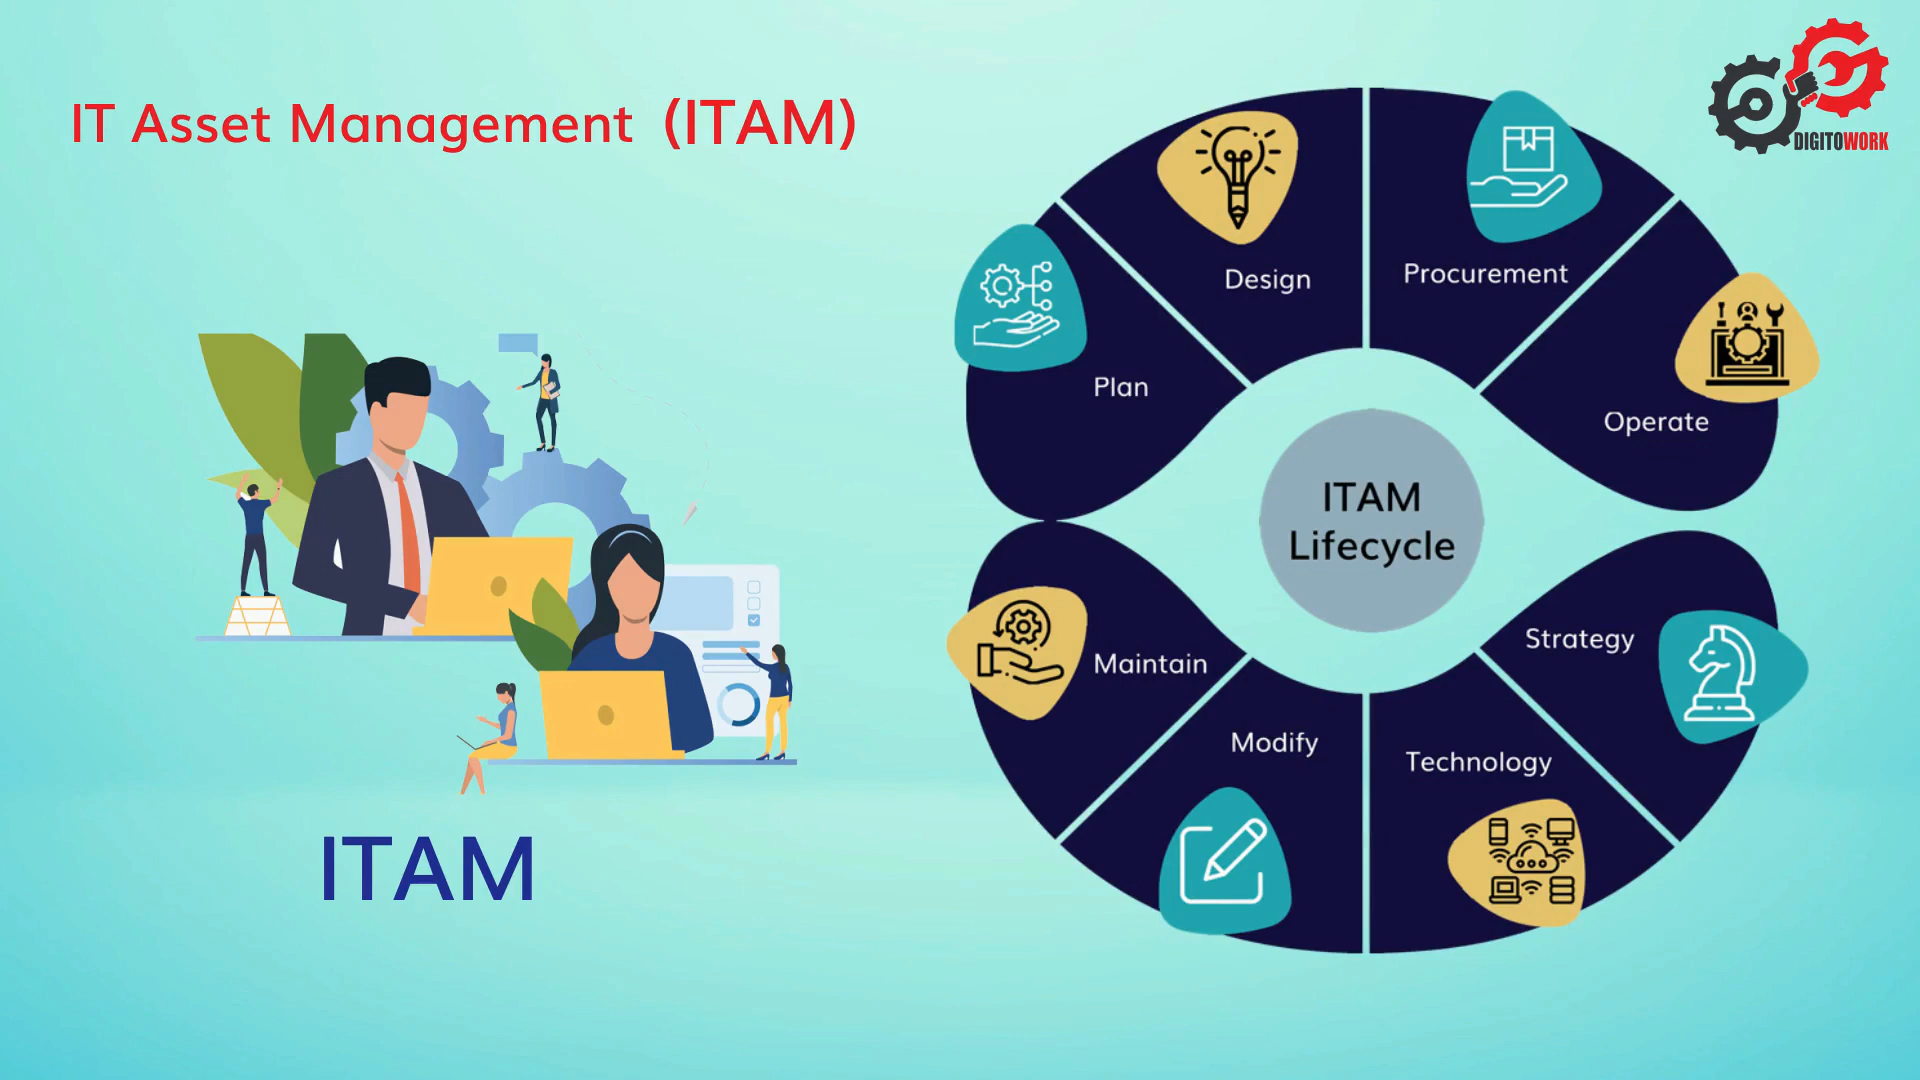 IT Asset Management (ITAM)
DIGITOWORK
Design
Procurement
Plan
Operate
ITAM
Lifecycle
Maintain
Strategy
Modify
Technology
ITAM